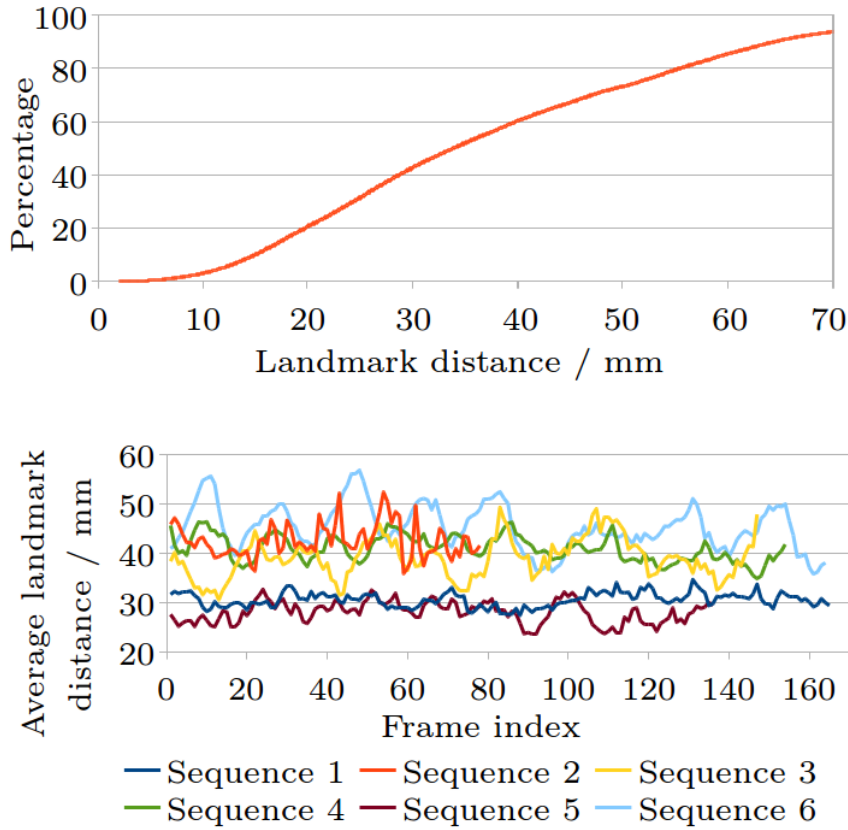 100
80
60
40
20
0
Percentage
0 10 20 30 40 50 60 70
Landmark distance / mm
60
50
40
30
20
Average landmark
distance / mm
0 20 40 60 80 100 120 140 160
Frame index
Sequence 1 Sequence 2 Sequence 3
Sequence 4 Sequence 5 Sequence 6